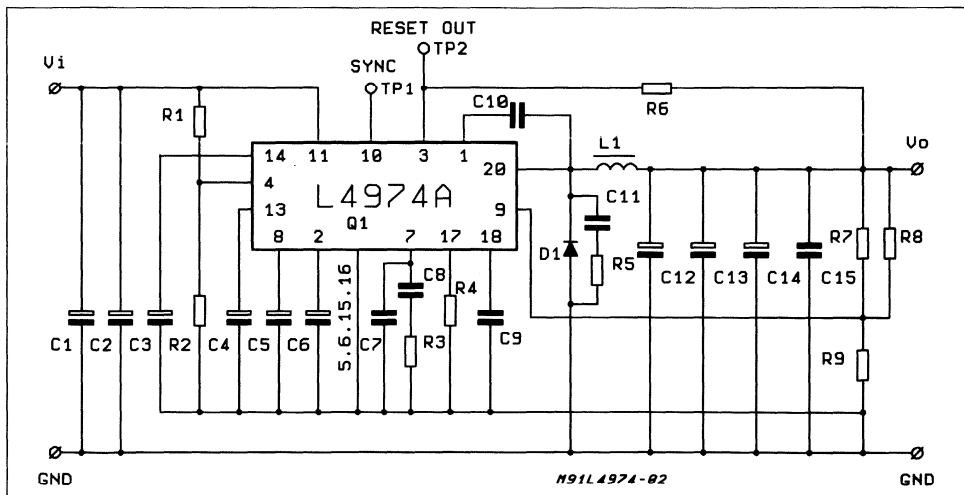 RESET OUT
TP2
Vi
SYNC
TP1
C10
R6
R1
L1
Vo
14 11 10 3 1
20
4
L4974A
13
Q1
9
8 2 7 17 18
C11
D1
R5
C12 C13 C14 C15
R7 R8
5.6.15.16
C8
R4
C1 C2 C3 R2 C4 C5 C6 C7 R3 C9
R9
GND
M91L4974-02
GND